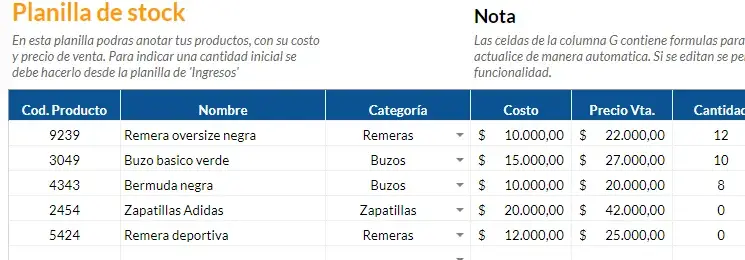 Planilla de stock
En esta planilla podras anotar tus productos, con su costo
y precio de venta. Para indicar una cantidad inicial se
debe hacerlo desde la planilla de 'Ingresos'
Nota
Las celdas de la columna G contiene formulas para
actualice de manera automatica. Si se editan se
funcionalidad.
Cod. Producto Nombre Categoría Costo Precio Vta. Cantidad
9239 Remera oversize negra Remeras $ 10.000,00 $ 22.000,00 12
3049 Buzo basico verde Buzos $ 15.000,00 $ 27.000,00 10
4343 Bermuda negra Buzos $ 10.000,00 $ 20.000,00 8
2454 Zapatillas Adidas Zapatillas $ 20.000,00 $ 42.000,00 0
5424 Remera deportiva Remeras $ 12.000,00 $ 25.000,00 0